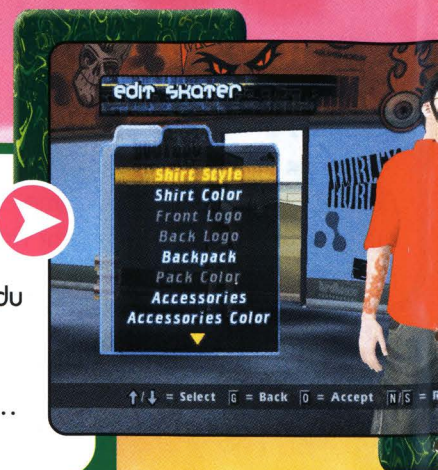 edit skater
Shirt Style
Shirt Color
Front Logo
Back Logo
Backpack
Pack Color
Accessories
Accessories Color
du
..
↑/↓ = Select G = Back O = Accept N/S = R
HURL